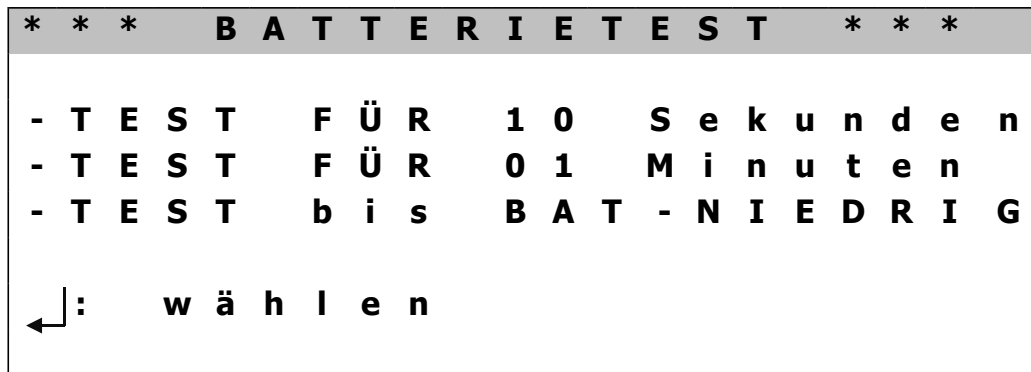 *** BATTERIETEST ***
-TEST FÜR 10 Sekunden
-TEST FÜR 01 Minuten
-TEST bis BAT-NIEDRIG
: wählen